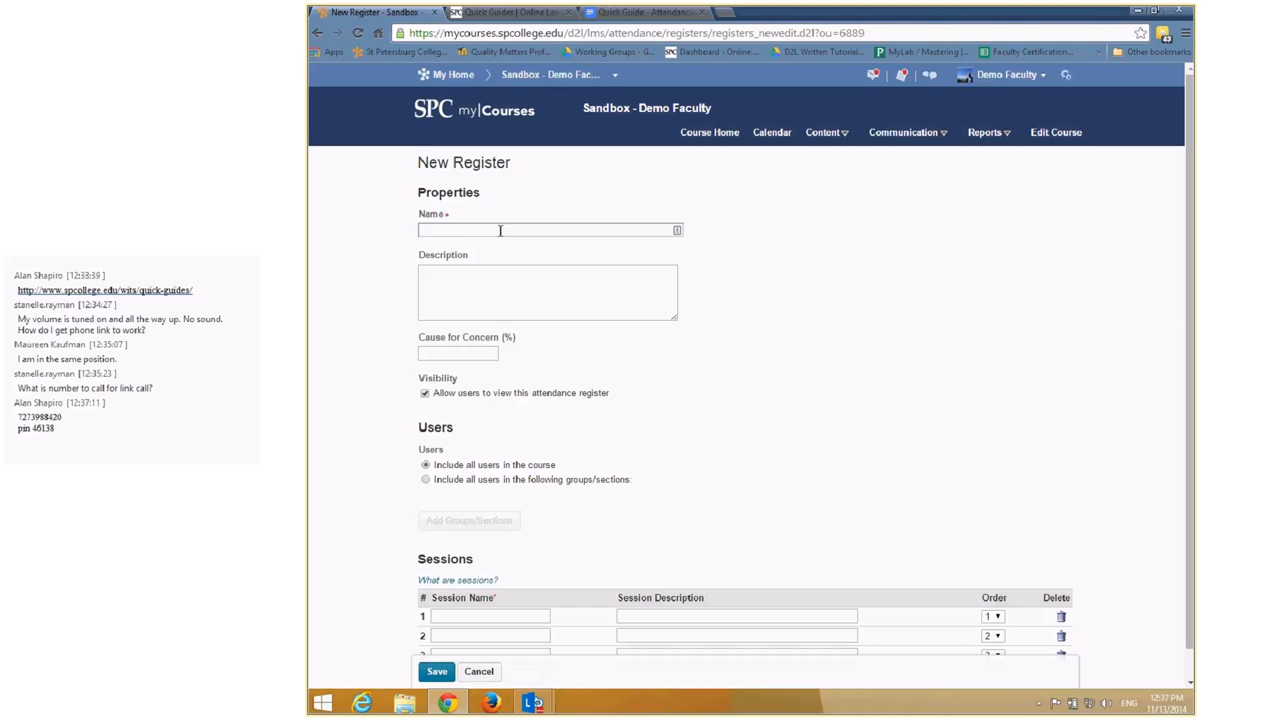 New Register - Sandbox -
Quick Guides | Online Le
Quick Guide - Attendance
https://mycourses.spcollege.edu/d2l/lms/attendance/registers/registers_newedit.d2l?ou=6889
Apps
St Petersburg Colleg...
Quality Matters Prof...
Working Groups - G...
SPC Dashboard - Online ...
D2L Written Tutorial...
MyLab / Mastering |...
Faculty Certification...
Other bookmarks
My Home
Sandbox - Demo Fac...
Demo Faculty
SPC my|Courses
Sandbox - Demo Faculty
Course Home Calendar Content Communication Reports Edit Course
New Register
Properties
Name*
Description
Cause for Concern (%)
Visibility
Allow users to view this attendance register
Users
Users
Include all users in the course
Include all users in the following groups/sections:
Add Groups/Sections
Sessions
What are sessions?
# Session Name* Session Description Order Delete
1 1
2 2
Save Cancel
ENG
12:37 PM
11/13/2014
Alan Shapiro [12:33:39 ]
http://www.spcollege.edu/wits/quick-guides/
stanelle.rayman [12:34:27 ]
My volume is tuned on and all the way up. No sound.
How do I get phone link to work?
Maureen Kaufman [12:35:07 ]
I am in the same position.
stanelle.rayman [12:35:23 ]
What is number to call for link call?
Alan Shapiro [12:37:11 ]
7273988420
pin 46138